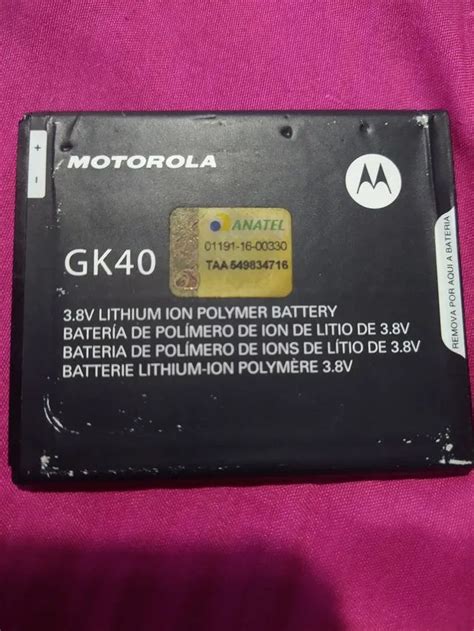 +
MOTOROLA
-
ANATEL
01191-16-00330
TAA 549834716
GK40
REMOVA POR AQUI A BATERIA
3.8V LITHIUM ION POLYMER BATTERY
BATERÍA DE POLÍMERO DE ION DE LITIO DE 3.8V
BATERIA DE POLÍMERO DE IONS DE LÍTIO DE 3.8V
BATTERIE LITHIUM-ION POLYMÈRE 3.8V